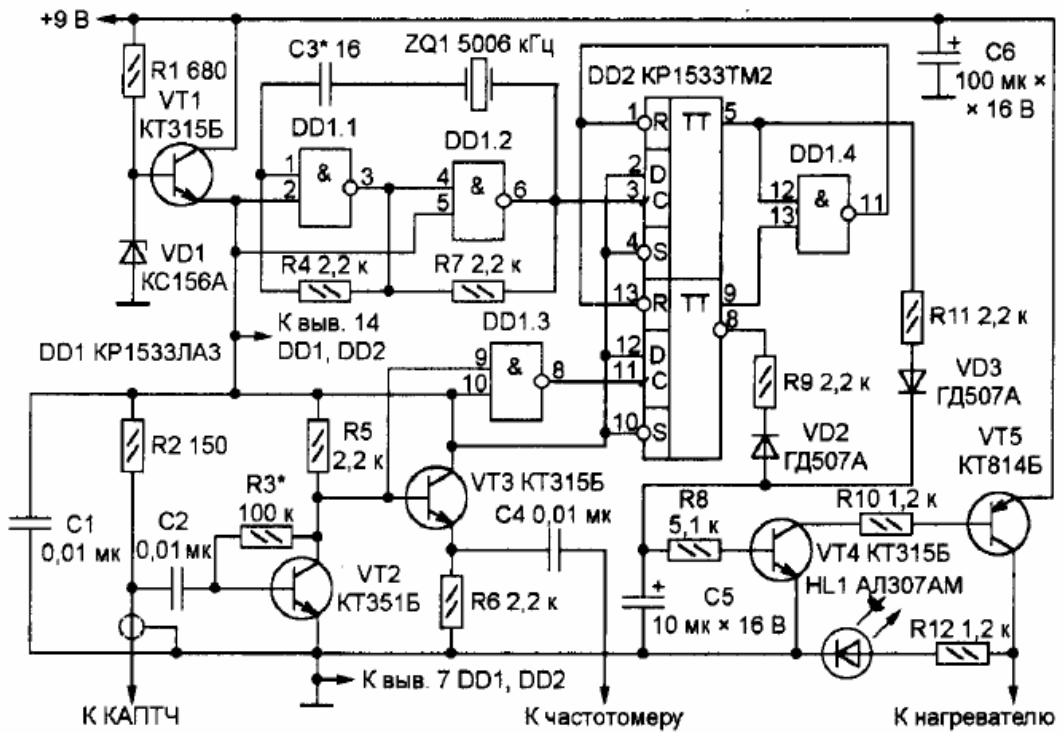 +9 В
R1 680
VT1
КТ315Б
VD1
КС156А
С3* 16
ZQ1 5006 кГц
DD1.1
&
1
2
3
DD1.2
&
4
5
6
R4 2,2 к
R7 2,2 к
К выв. 14
DD1, DD2
DD1 КР1533ЛА3
DD1.3
&
9
10
8
DD2 КР1533ТМ2
1
R
TT
5
2
D
3
C
4
S
13
R
TT
9
8
12
D
11
C
10
S
DD1.4
&
12
13
11
+
C6
100 мк ×
× 16 В
R11 2,2 к
VD3
ГД507А
R9 2,2 к
VD2
ГД507А
VT5
КТ814Б
R2 150
R5
2,2 к
R3*
100 к
C1
0,01 мк
C2
0,01 мк
VT2
КТ351Б
VT3 КТ315Б
C4 0,01 мк
R6 2,2 к
R8
5,1 к
R10 1,2 к
VT4 КТ315Б
HL1 АЛ307АМ
+
C5
10 мк × 16 В
R12 1,2 к
К выв. 7 DD1, DD2
К КАПТЧ
К частотомеру
К нагревателю